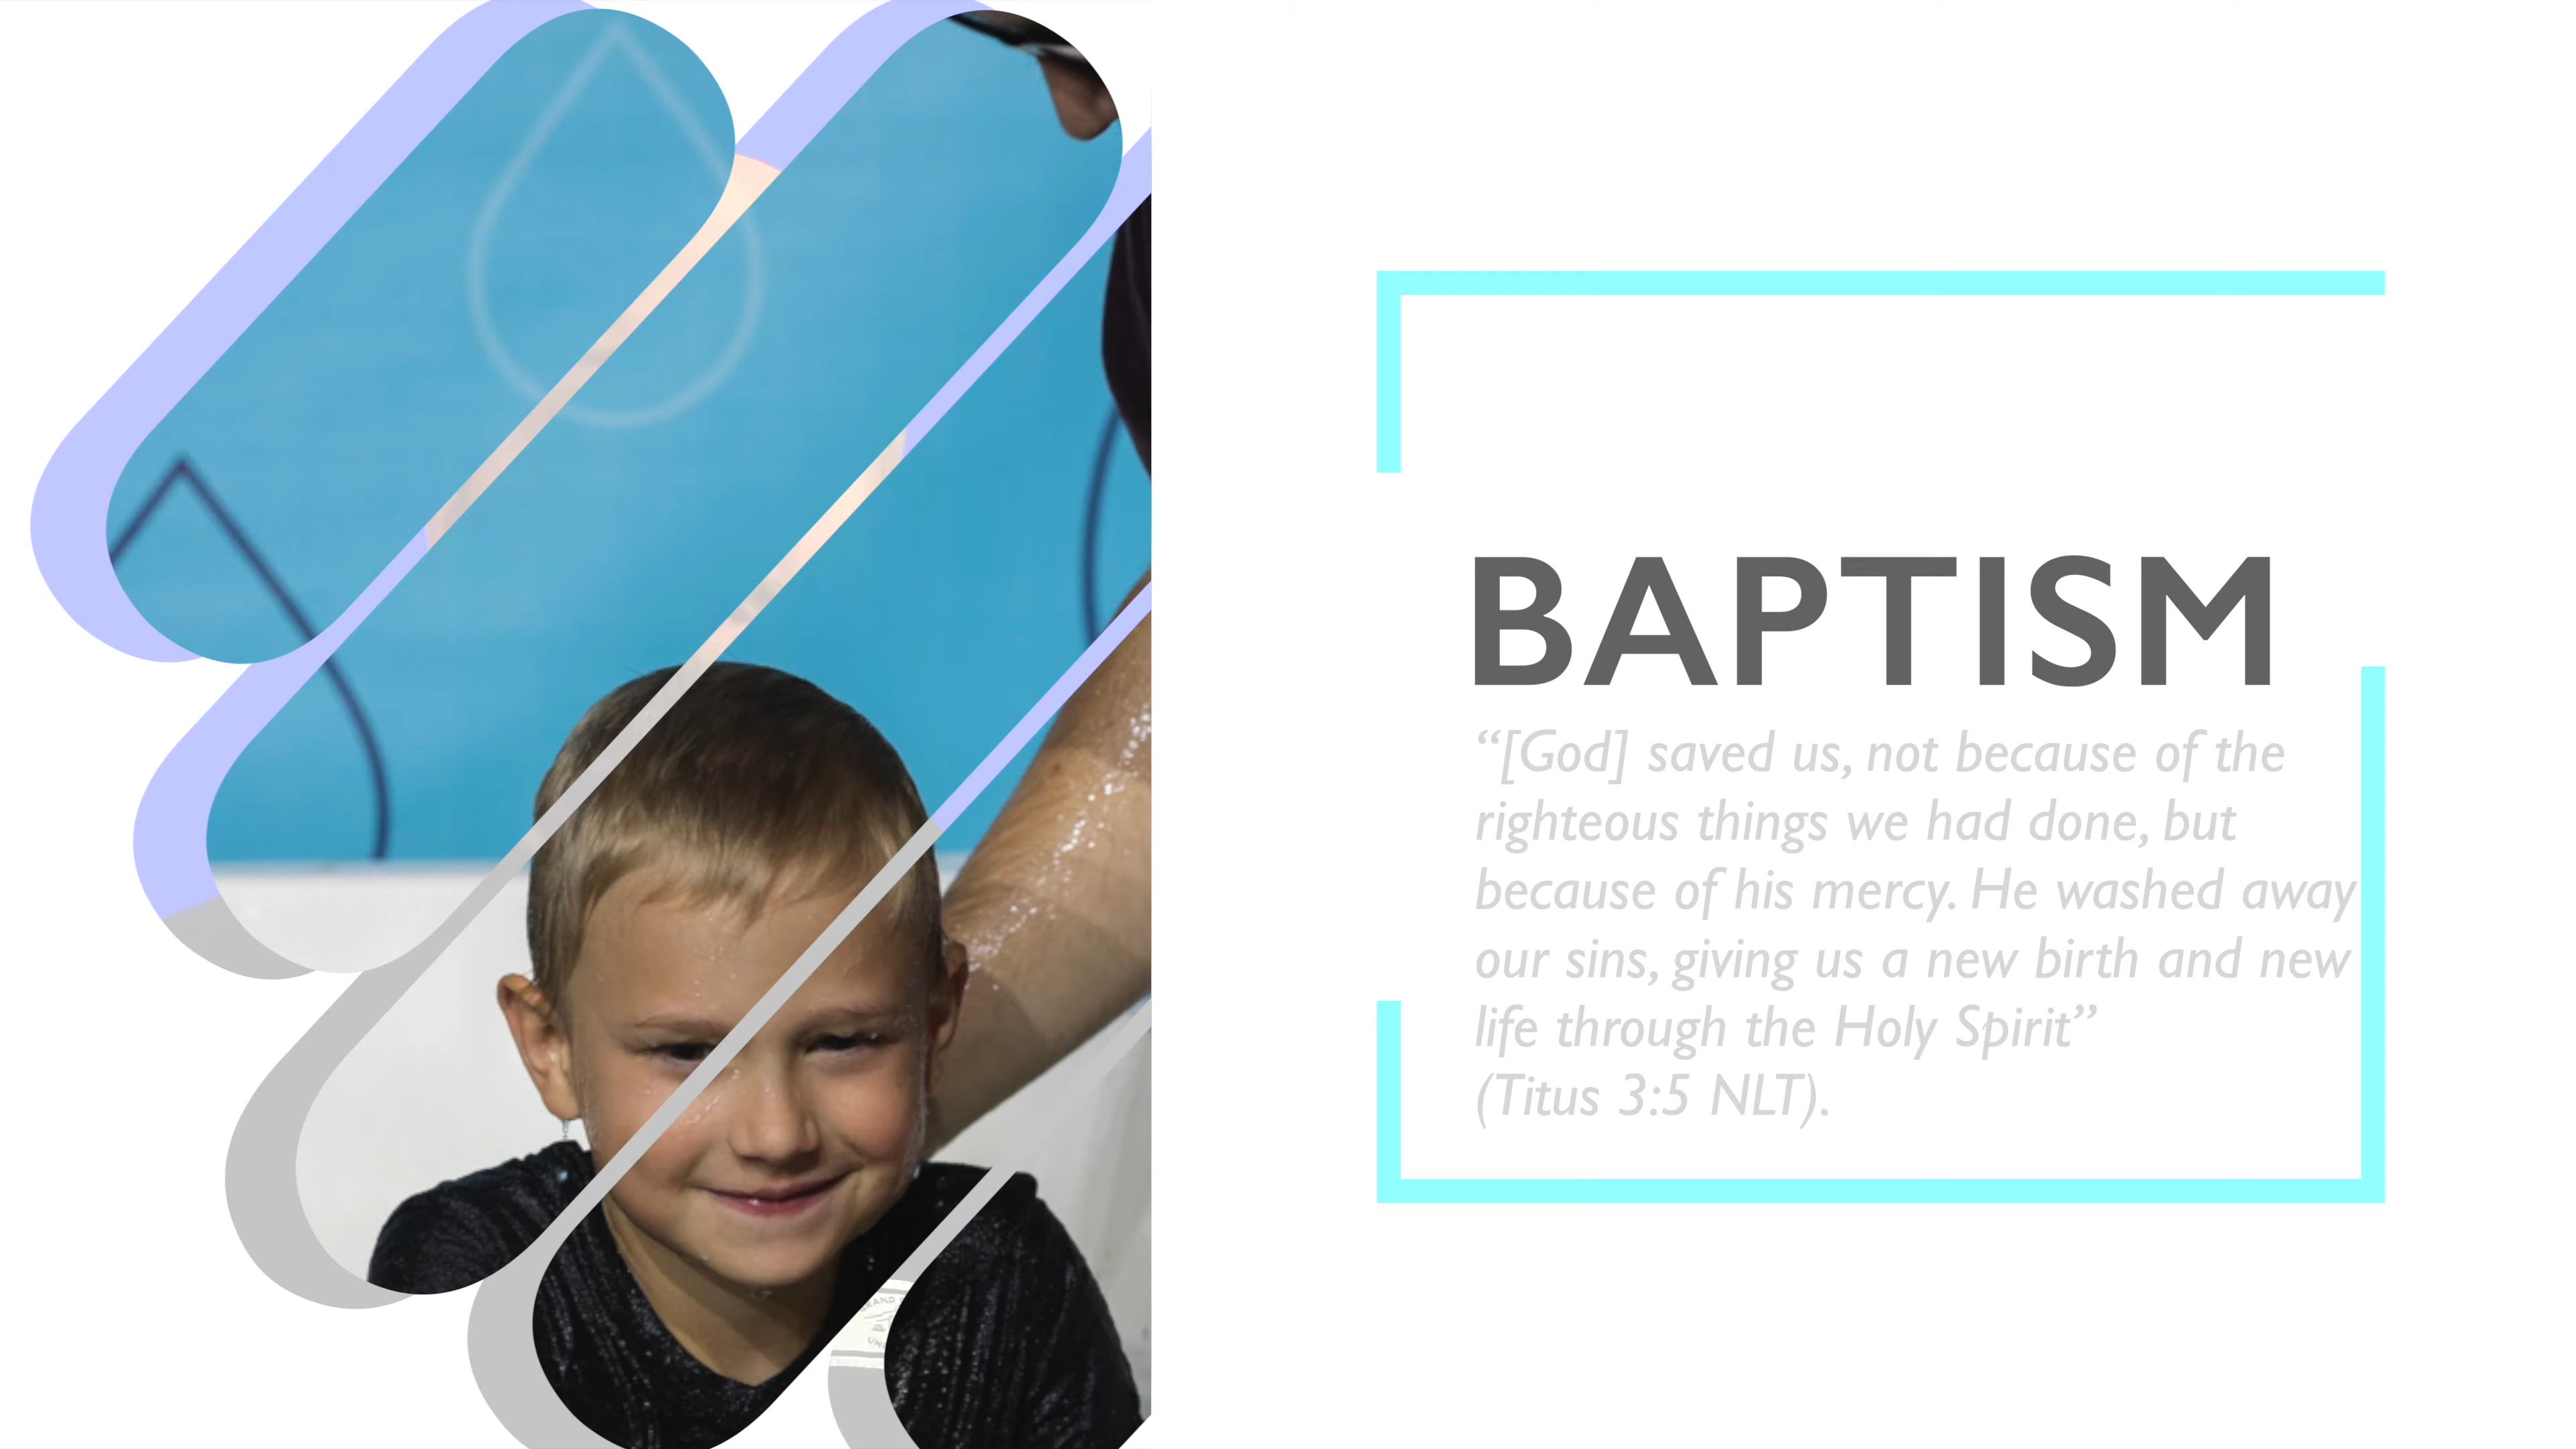 BAPTISM
“[God] saved us, not because of the
righteous things we had done, but
because of his mercy. He washed away
our sins, giving us a new birth and new
life through the Holy Spirit”
(Titus 3:5 NLT).